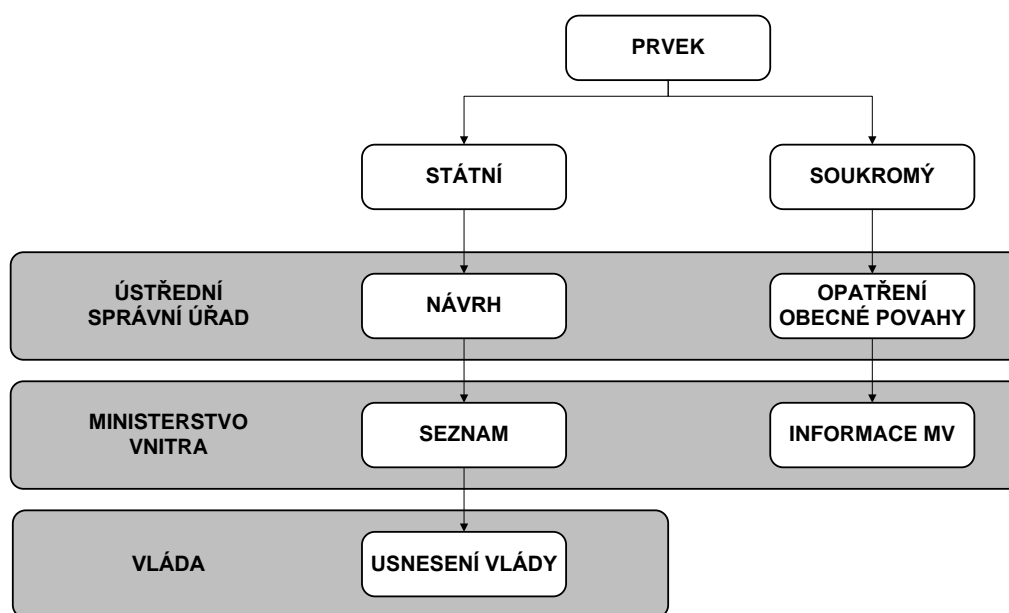 PRVEK
STÁTNÍ
SOUKROMÝ
ÚSTŘEDNÍ
SPRÁVNÍ ÚŘAD
NÁVRH
OPATŘENÍ
OBECNÉ POVAHY
MINISTERSTVO
VNITRA
SEZNAM
INFORMACE MV
VLÁDA
USNESENÍ VLÁDY